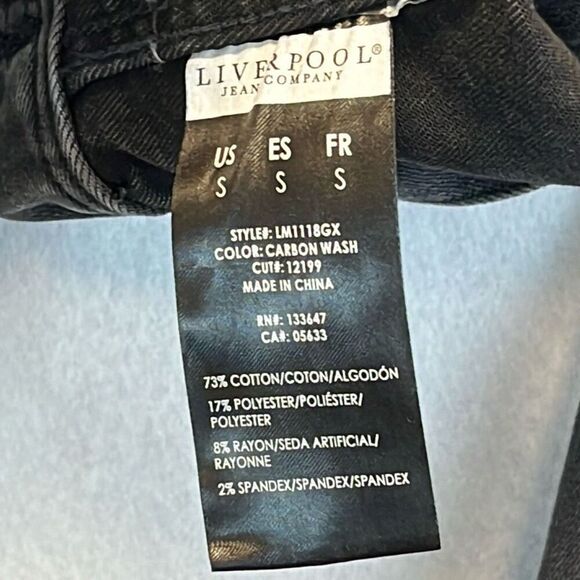 LIVERPOOL®
JEAN COMPANY
US ES FR
S S S
STYLE#: LM1118GX
COLOR: CARBON WASH
CUT#: 12199
MADE IN CHINA
RN#: 133647
CA#: 05633
73% COTTON/COTON/ALGODÓN
17% POLYESTER/POLIÉSTER/
POLYESTER
8% RAYON/SEDA ARTIFICIAL/
RAYONNE
2% SPANDEX/SPANDEX/SPANDEX